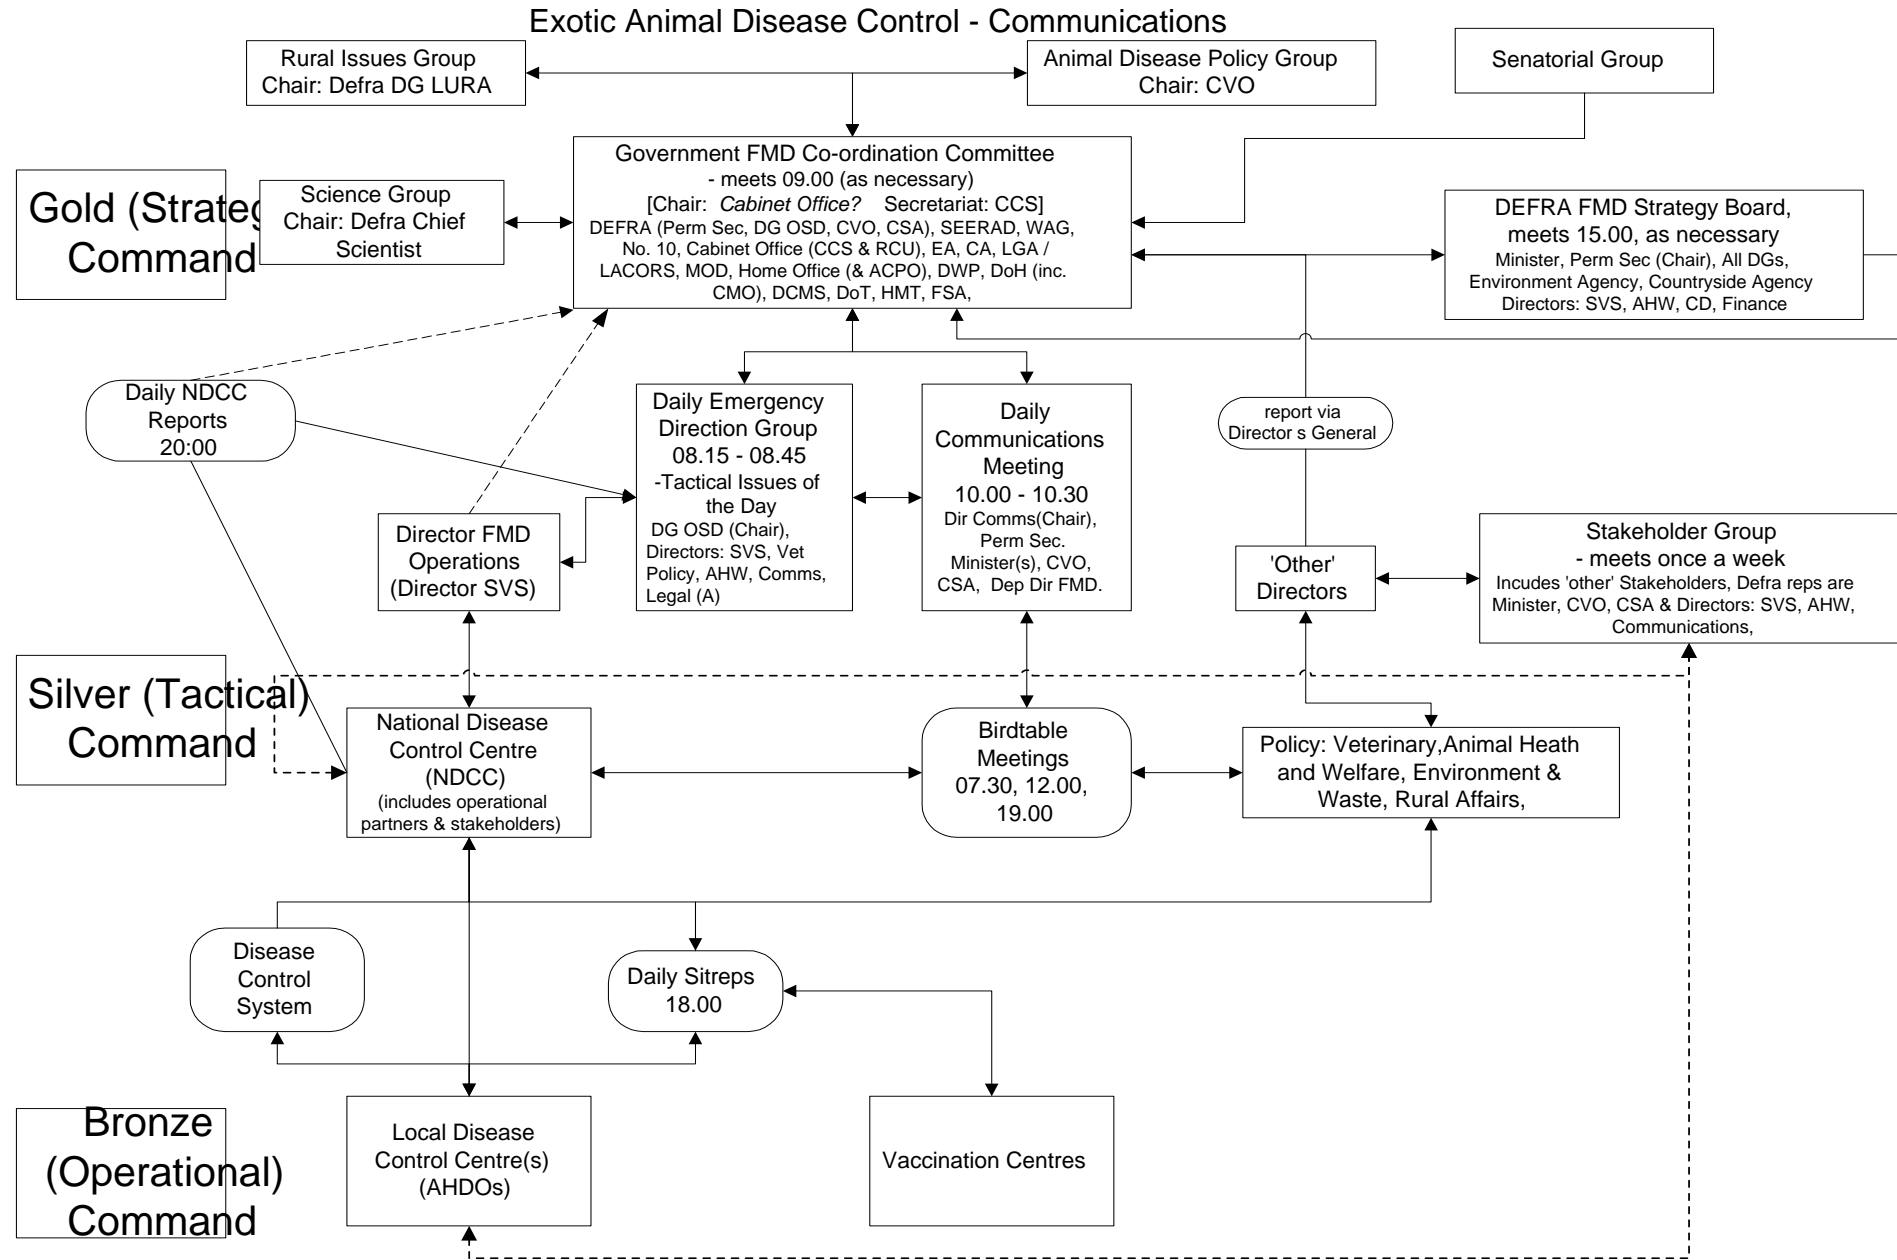 Exotic Animal Disease Control - Communications
Rural Issues Group
Chair: Defra DG LURA
Animal Disease Policy Group
Chair: CVO
Senatorial Group
Gold (Strateg
Command
Science Group
Chair: Defra Chief
Scientist
Government FMD Co-ordination Committee
- meets 09.00 (as necessary)
[Chair: Cabinet Office? Secretariat: CCS]
DEFRA (Perm Sec, DG OSD, CVO, CSA), SEERAD, WAG,
No. 10, Cabinet Office (CCS & RCU), EA, CA, LGA /
LACORS, MOD, Home Office (& ACPO), DWP, DoH (inc.
CMO), DCMS, DoT, HMT, FSA,
DEFRA FMD Strategy Board,
meets 15.00, as necessary
Minister, Perm Sec (Chair), All DGs,
Environment Agency, Countryside Agency
Directors: SVS, AHW, CD, Finance
Daily NDCC
Reports
20:00
Daily Emergency
Direction Group
08.15 - 08.45
-Tactical Issues of
the Day
DG OSD (Chair),
Directors: SVS, Vet
Policy, AHW, Comms,
Legal (A)
Daily
Communications
Meeting
10.00 - 10.30
Dir Comms(Chair),
Perm Sec.
Minister(s), CVO,
CSA, Dep Dir FMD.
report via
Director s General
Director FMD
Operations
(Director SVS)
'Other'
Directors
Stakeholder Group
- meets once a week
Incudes 'other' Stakeholders, Defra reps are
Minister, CVO, CSA & Directors: SVS, AHW,
Communications,
Silver (Tactical)
Command
National Disease
Control Centre
(NDCC)
(includes operational
partners & stakeholders)
Birdtable
Meetings
07.30, 12.00,
19.00
Policy: Veterinary,Animal Heath
and Welfare, Environment &
Waste, Rural Affairs,
Disease
Control
System
Daily Sitreps
18.00
Bronze
(Operational)
Command
Local Disease
Control Centre(s)
(AHDOs)
Vaccination Centres